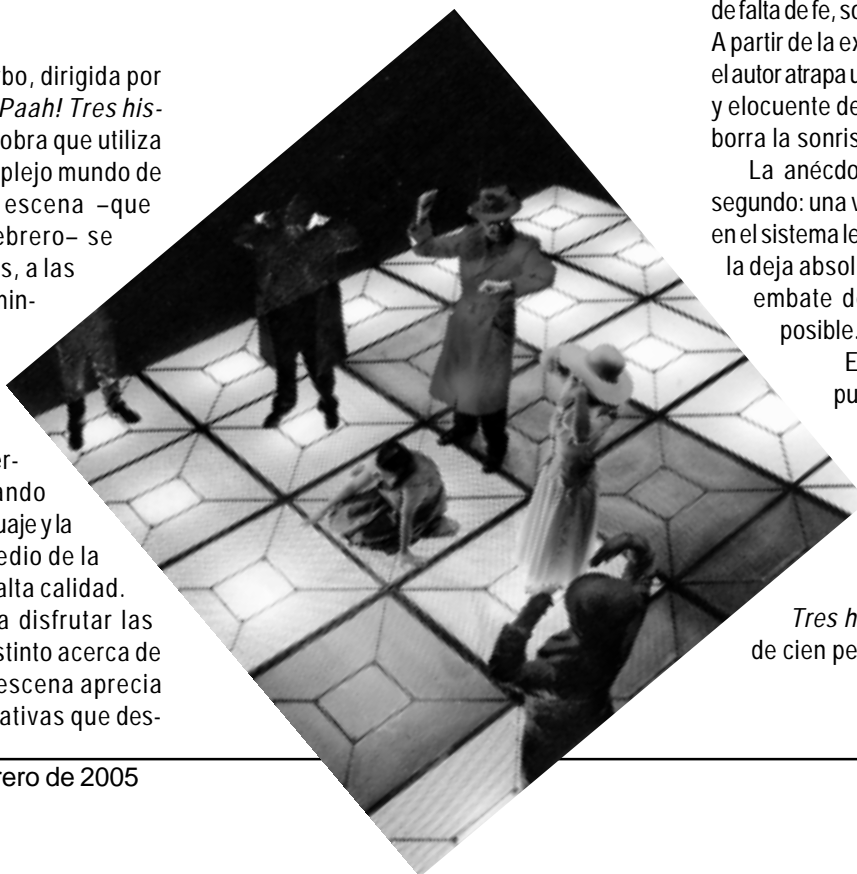 bo, dirigida por
Paah! Tres his-
obra que utiliza
plejo mundo de
escena –que
ebrero– se
s, a las
min-
er-
ando
uaje y la
edio de la
alta calidad.
a disfrutar las
stinto acerca de
escena aprecia
ativas que des-
rero de 2005
de falta de fe, so
A partir de la ex
el autor atrapa u
y elocuente de
borra la sonris
La anécdo
segundo: una v
en el sistema le
la deja absol
embate d
posible.
E
pu
Tres h
de cien pe